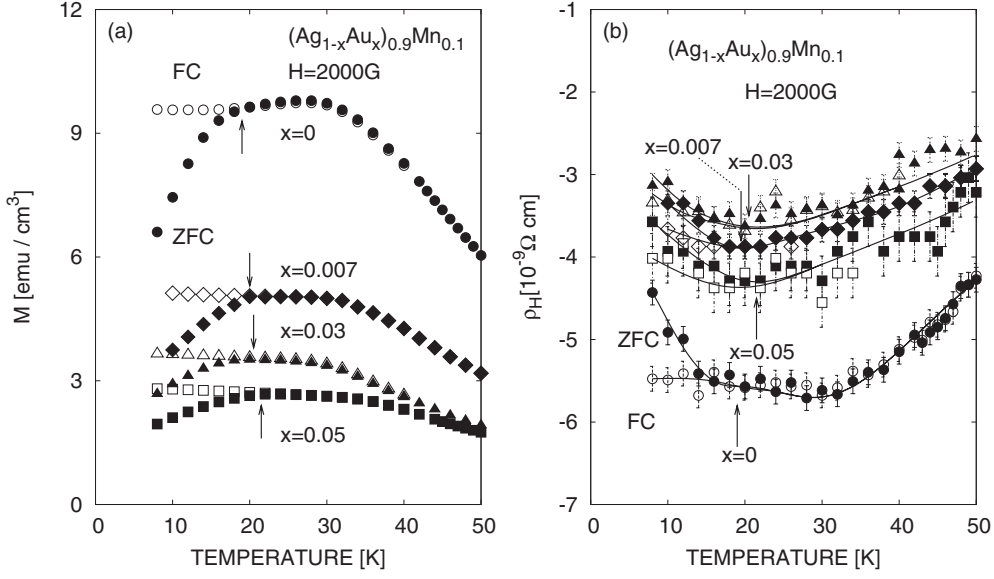 (a)
(Ag1-xAux)0.9Mn0.1
H=2000G
FC
x=0
ZFC
x=0.007
x=0.03
x=0.05
M [emu / cm3]
12
9
6
3
0
0 10 20 30 40 50
TEMPERATURE [K]
(b)
(Ag1-xAux)0.9Mn0.1
H=2000G
x=0.007
x=0.03
x=0.05
ZFC
FC
x=0
ρH[10-9Ω cm]
-1
-2
-3
-4
-5
-6
-7
0 10 20 30 40 50
TEMPERATURE [K]